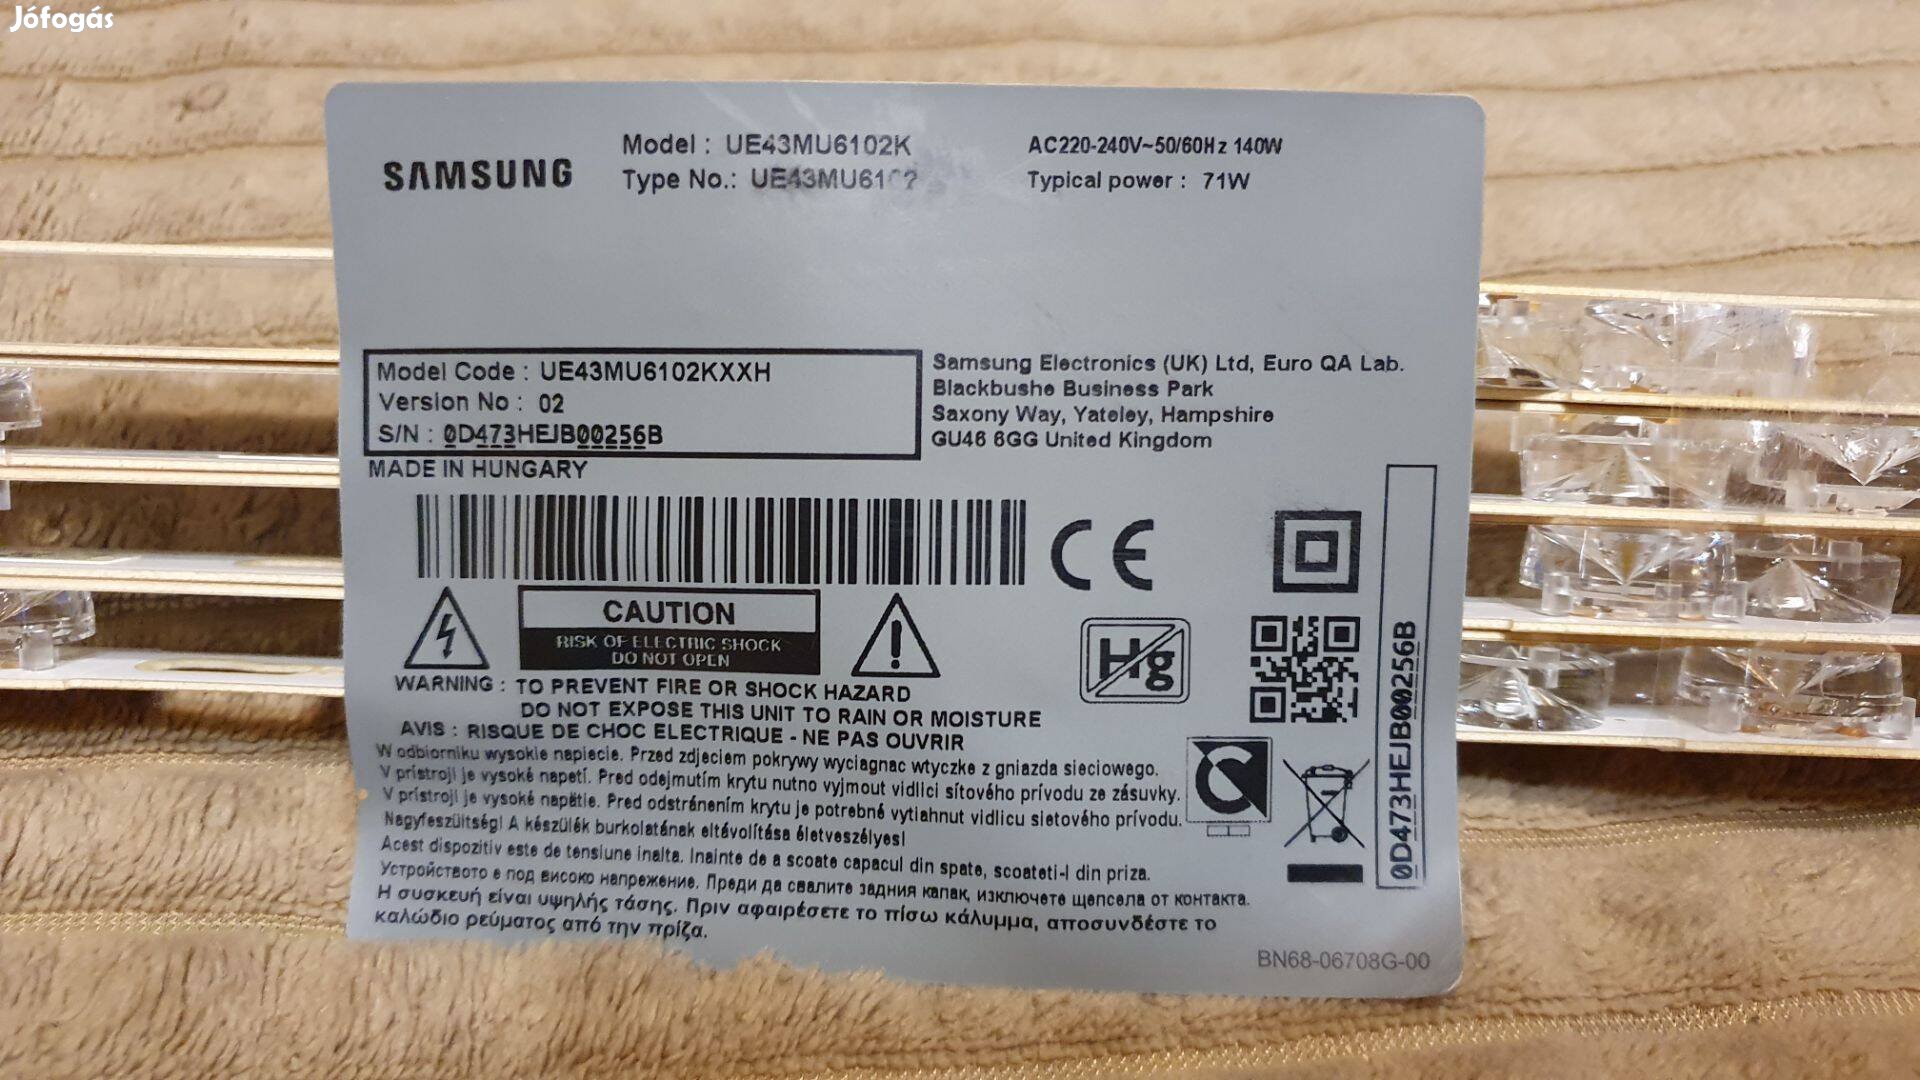 Jófogás
SAMSUNG
Model : UE43MU6102K
Type No.: UE43MU6102
AC220-240V~50/60Hz 140W
Typical power : 71W
Model Code : UE43MU6102KXXH
Version No : 02
S/N : 0D473HEJB00256B
MADE IN HUNGARY
Samsung Electronics (UK) Ltd, Euro QA Lab.
Blackbushe Business Park
Saxony Way, Yateley, Hampshire
GU46 6GG United Kingdom
CE
CAUTION
RISK OF ELECTRIC SHOCK
DO NOT OPEN
Hg
WARNING : TO PREVENT FIRE OR SHOCK HAZARD
DO NOT EXPOSE THIS UNIT TO RAIN OR MOISTURE
AVIS : RISQUE DE CHOC ELECTRIQUE - NE PAS OUVRIR
W odbiorniku wysokie napiecie. Przed zdjeciem pokrywy wyciagnac wtyczke z gniazda sieciowego.
V prístroji je vysoké napetí. Pred odejmutím krytu nutno vyjmout vidlici sítového prívodu ze zásuvky.
V prístroji je vysoké napätie. Pred odstránením krytu je potrebné vytiahnut vidlicu sietového prívodu.
Nagyfeszültség! A készülék burkolatának eltávolítása életveszélyes!
Acest dispozitiv este de tensiune inalta. Inainte de a scoate capacul din spate, scoateti-l din priza.
Устройството е под високо напрежение. Преди да свалите задния капак, изключете щепсела от контакта.
Η συσκευή είναι υψηλής τάσης. Πριν αφαιρέσετε το πίσω κάλυμμα, αποσυνδέστε το
καλώδιο ρεύματος από την πρίζα.
0D473HEJB00256B
BN68-06708G-00